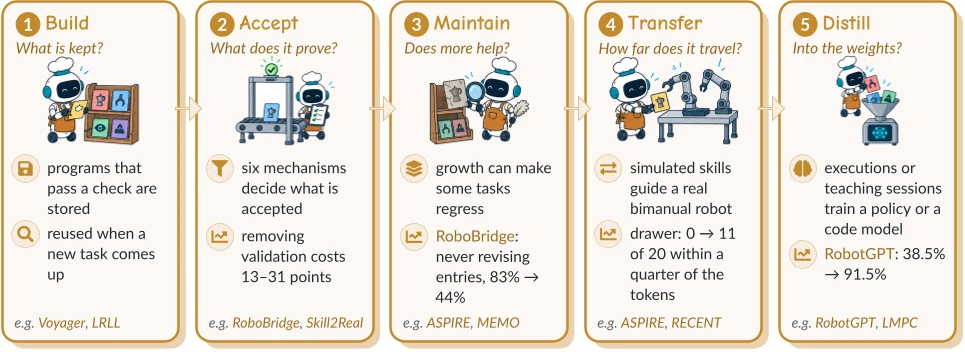 1 Build
What is kept?
programs that
pass a check are
stored
reused when a
new task comes
up
e.g. Voyager, LRLL
2 Accept
What does it prove?
six mechanisms
decide what is
accepted
removing
validation costs
13–31 points
e.g. RoboBridge, Skill2Real
3 Maintain
Does more help?
growth can make
some tasks
regress
RoboBridge:
never revising
entries, 83% →
44%
e.g. ASPIRE, MEMO
4 Transfer
How far does it travel?
simulated skills
guide a real
bimanual robot
drawer: 0 → 11
of 20 within a
quarter of the
tokens
e.g. ASPIRE, RECENT
5 Distill
Into the weights?
executions or
teaching sessions
train a policy or a
code model
RobotGPT: 38.5%
→ 91.5%
e.g. RobotGPT, LMPC